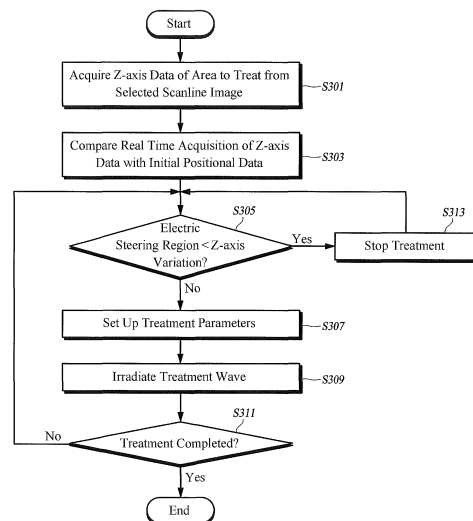 Start
Acquire Z-axis Data of Area to Treat from
Selected Scanline Image
S301
Compare Real Time Acquisition of Z-axis
Data with Initial Positional Data
S303
S305
Electric
Steering Region < Z-axis
Variation?
Yes
S313
Stop Treatment
No
Set Up Treatment Parameters
S307
Irradiate Treatment Wave
S309
S311
No
Treatment Completed?
Yes
End